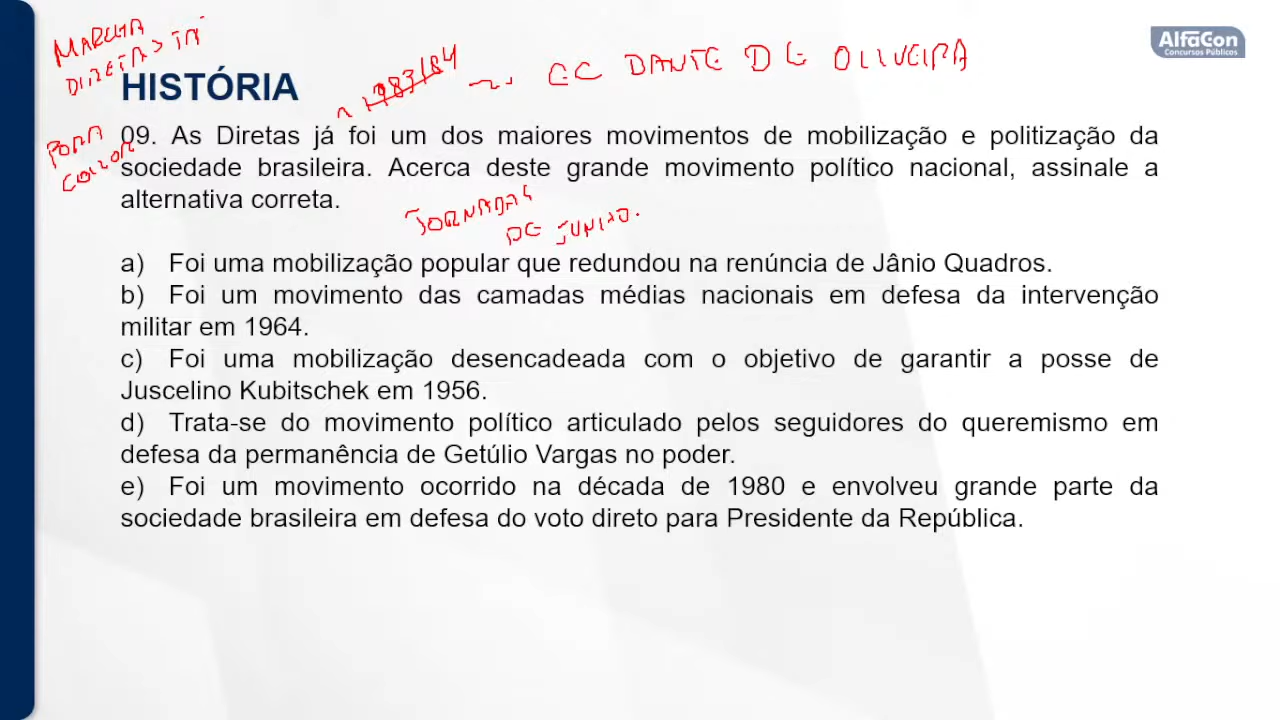 MARCHA
DIRETAS JÁ
AlfaCon
Concursos Públicos
1983/84 EC DANTE DE OLIVEIRA
HISTÓRIA
FORA
COLLOR
09. As Diretas já foi um dos maiores movimentos de mobilização e politização da
sociedade brasileira. Acerca deste grande movimento político nacional, assinale a
alternativa correta.
JORNADAS
DE JUNHO.
a) Foi uma mobilização popular que redundou na renúncia de Jânio Quadros.
b) Foi um movimento das camadas médias nacionais em defesa da intervenção
militar em 1964.
c) Foi uma mobilização desencadeada com o objetivo de garantir a posse de
Juscelino Kubitschek em 1956.
d) Trata-se do movimento político articulado pelos seguidores do queremismo em
defesa da permanência de Getúlio Vargas no poder.
e) Foi um movimento ocorrido na década de 1980 e envolveu grande parte da
sociedade brasileira em defesa do voto direto para Presidente da República.